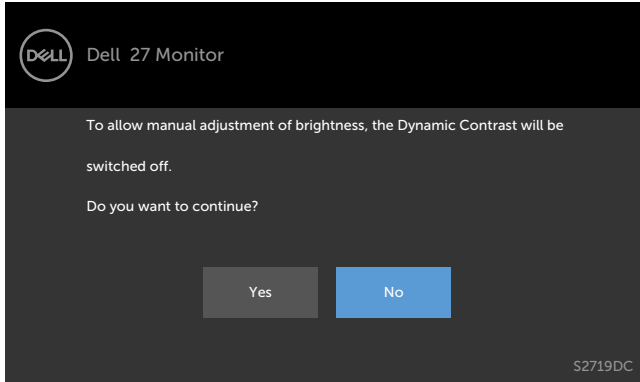 DELL
Dell 27 Monitor
To allow manual adjustment of brightness, the Dynamic Contrast will be
switched off.
Do you want to continue?
Yes
No
S2719DC